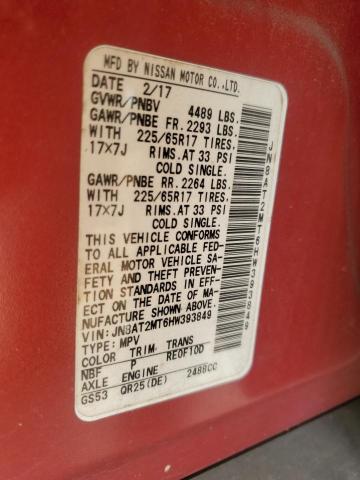 MFD BY NISSAN MOTOR CO.,LTD.
DATE 2/17
GVWR/PNBV 4489 LBS.
GAWR/PNBE FR. 2293 LBS.
WITH 225/65R17 TIRES,
17×7J RIMS.AT 33 PSI
COLD SINGLE.
GAWR/PNBE RR. 2264 LBS.
WITH 225/65R17 TIRES,
17×7J RIMS.AT 33 PSI
COLD SINGLE.
THIS VEHICLE CONFORMS
TO ALL APPLICABLE FED-
ERAL MOTOR VEHICLE SA-
FETY AND THEFT PREVEN-
TION STANDARDS IN EFF-
ECT ON THE DATE OF MA-
NUFACTURE SHOWN ABOVE.
VIN:JN8AT2MT6HW393849
TYPE: MPV
COLOR TRIM TRANS
NBF P RE0F10D
AXLE ENGINE
GS53 QR25(DE) 2488CC
JN8AT2MT6HW393849